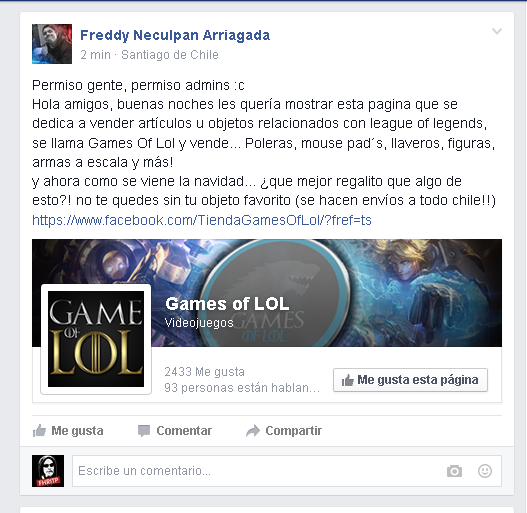 Freddy Neculpan Arriagada
2 min · Santiago de Chile
Permiso gente, permiso admins :c
Hola amigos, buenas noches les quería mostrar esta pagina que se
dedica a vender artículos u objetos relacionados con league of legends,
se llama Games Of Lol y vende... Poleras, mouse pad´s, llaveros, figuras,
armas a escala y más!
y ahora como se viene la navidad... ¿que mejor regalito que algo de
esto?! no te quedes sin tu objeto favorito (se hacen envíos a todo chile!!)
https://www.facebook.com/TiendaGamesOfLol/?fref=ts
GAMES
OF LOL
GAME
OF
LOL
Games of LOL
Videojuegos
2433 Me gusta
93 personas están hablan...
Me gusta esta página
Me gusta
Comentar
Compartir
FHRITP
Escribe un comentario...